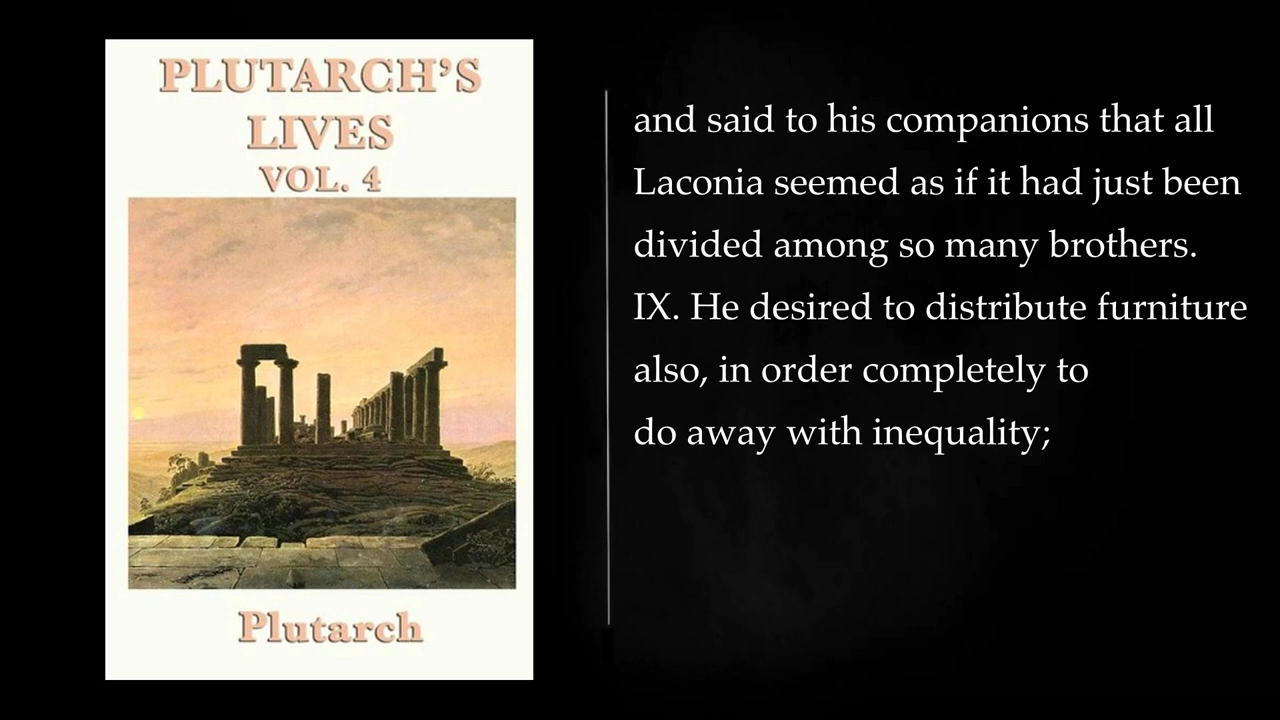 PLUTARCH'S
LIVES
VOL. 4
Plutarch
and said to his companions that all
Laconia seemed as if it had just been
divided among so many brothers.
IX. He desired to distribute furniture
also, in order completely to
do away with inequality;